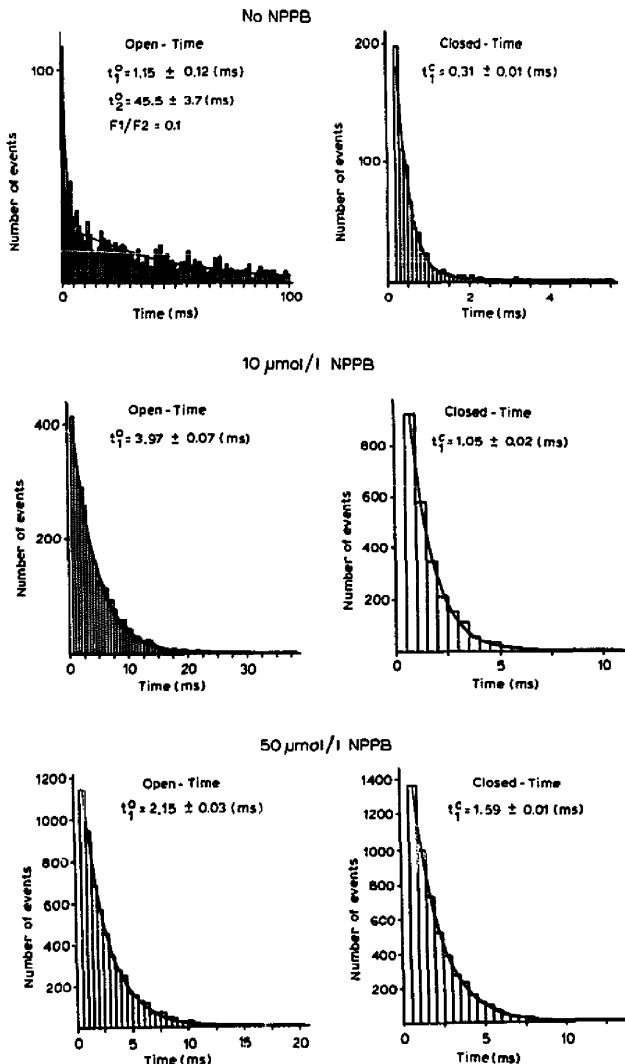 No NPPB
Open - Time
t₁ᵒ=1.15 ± 0.12 (ms)
t₂ᵒ=45.5 ± 3.7 (ms)
F1/F2 = 0.1
Number of events
100
0
0
100
Time (ms)
Closed - Time
t₁ᶜ=0.31 ± 0.01 (ms)
Number of events
200
100
0
0
2
4
Time (ms)
10 µmol/l NPPB
Open - Time
t₁ᵒ=3.97 ± 0.07 (ms)
Number of events
400
200
0
10
20
30
Time (ms)
Closed - Time
t₁ᶜ=1.05 ± 0.02 (ms)
Number of events
800
600
400
200
0
5
10
Time (ms)
50 µmol/l NPPB
Open - Time
t₁ᵒ=2.15 ± 0.03 (ms)
Number of events
1200
1000
800
600
400
200
0
5
10
15
20
Time (ms)
Closed - Time
t₁ᶜ=1.59 ± 0.01 (ms)
Number of events
1400
1200
1000
800
600
400
200
0
5
10
Time (ms)